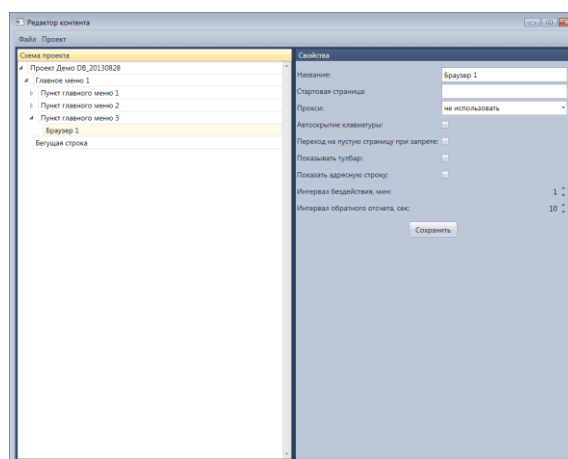 Редактор контента
Файл Проект
Схема проекта
Проект Демо DB_20130828
Главное меню 1
Пункт главного меню 1
Пункт главного меню 2
Пункт главного меню 3
Браузер 1
Бегущая строка
Свойства
Название: Браузер 1
Стартовая страница:
Прокси: не использовать
Автоскрытие клавиатуры:
Переход на пустую страницу при запрете:
Показывать тулбар:
Показать адресную строку:
Интервал бездействия, мин: 1
Интервал обратного отсчета, сек: 10
Сохранить